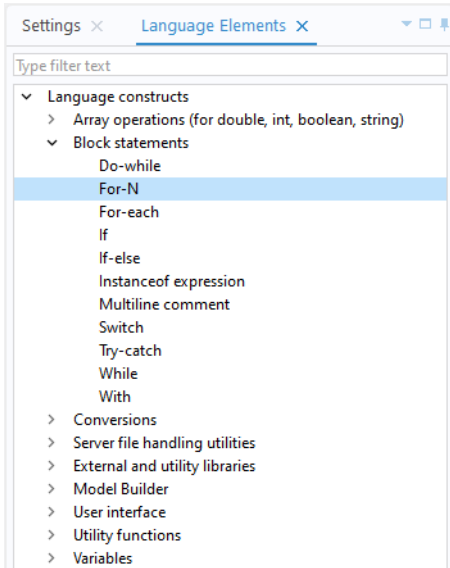 Settings Language Elements
Type filter text
Language constructs
Array operations (for double, int, boolean, string)
Block statements
Do-while
For-N
For-each
If
If-else
Instanceof expression
Multiline comment
Switch
Try-catch
While
With
Conversions
Server file handling utilities
External and utility libraries
Model Builder
User interface
Utility functions
Variables